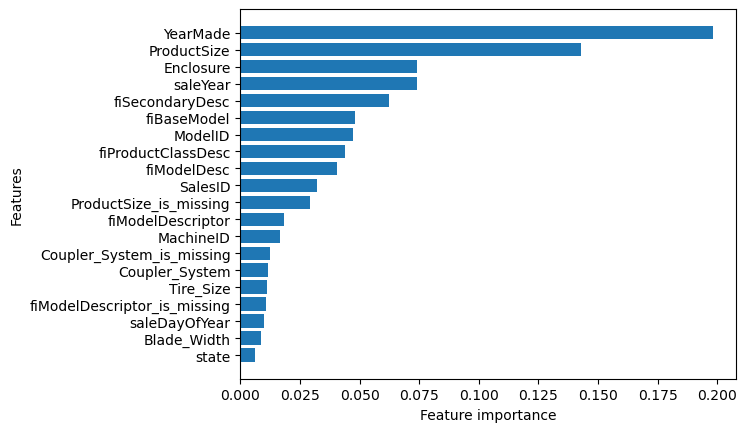 YearMade
ProductSize
Enclosure
saleYear
fiSecondaryDesc
fiBaseModel
ModelID
fiProductClassDesc
fiModelDesc
SalesID
ProductSize_is_missing
fiModelDescriptor
MachineID
Coupler_System_is_missing
Coupler_System
Tire_Size
fiModelDescriptor_is_missing
saleDayOfYear
Blade_Width
state
Features
0.000 0.025 0.050 0.075 0.100 0.125 0.150 0.175 0.200
Feature importance